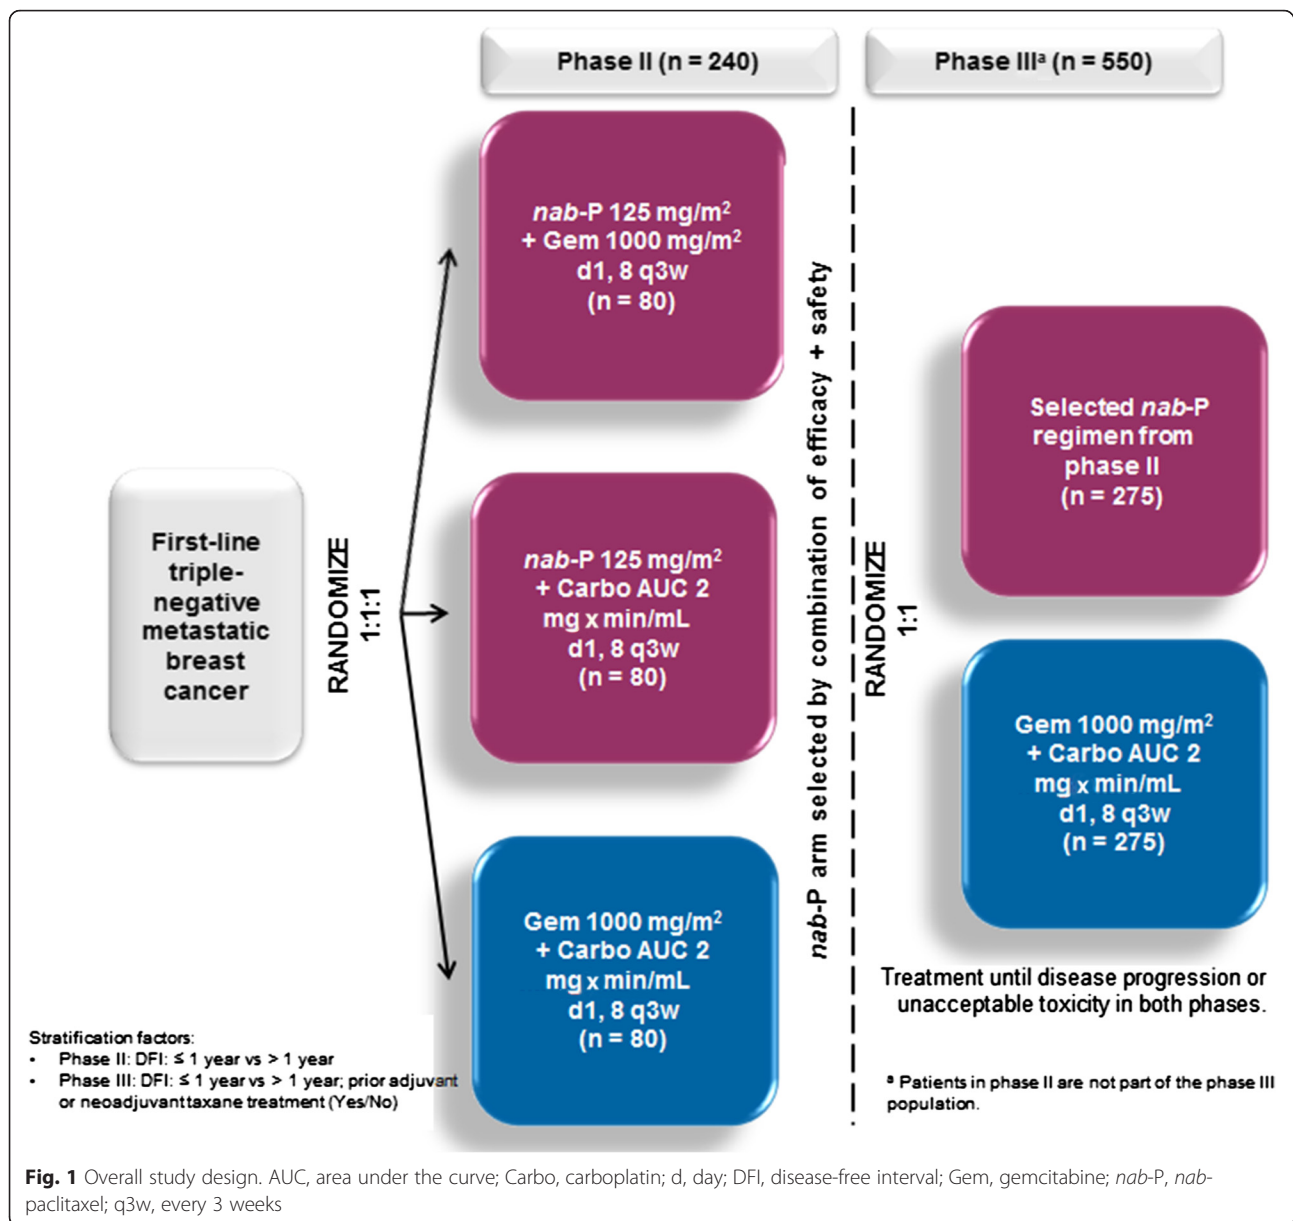 Phase II (n = 240)
Phase IIIᵃ (n = 550)
nab-P 125 mg/m²
+ Gem 1000 mg/m²
d1, 8 q3w
(n = 80)
First-line
triple-
negative
metastatic
breast
cancer
RANDOMIZE
1:1:1
nab-P 125 mg/m²
+ Carbo AUC 2
mg x min/mL
d1, 8 q3w
(n = 80)
Gem 1000 mg/m²
+ Carbo AUC 2
mg x min/mL
d1, 8 q3w
(n = 80)
nab-P arm selected by combination of efficacy + safety
RANDOMIZE
1:1
Selected nab-P
regimen from
phase II
(n = 275)
Gem 1000 mg/m²
+ Carbo AUC 2
mg x min/mL
d1, 8 q3w
(n = 275)
Treatment until disease progression or
unacceptable toxicity in both phases.
Stratification factors:
• Phase II: DFI: ≤ 1 year vs > 1 year
• Phase III: DFI: ≤ 1 year vs > 1 year; prior adjuvant
or neoadjuvant taxane treatment (Yes/No)
ᵃ Patients in phase II are not part of the phase III
population.
Fig. 1 Overall study design. AUC, area under the curve; Carbo, carboplatin; d, day; DFI, disease-free interval; Gem, gemcitabine; nab-P, nab-
paclitaxel; q3w, every 3 weeks